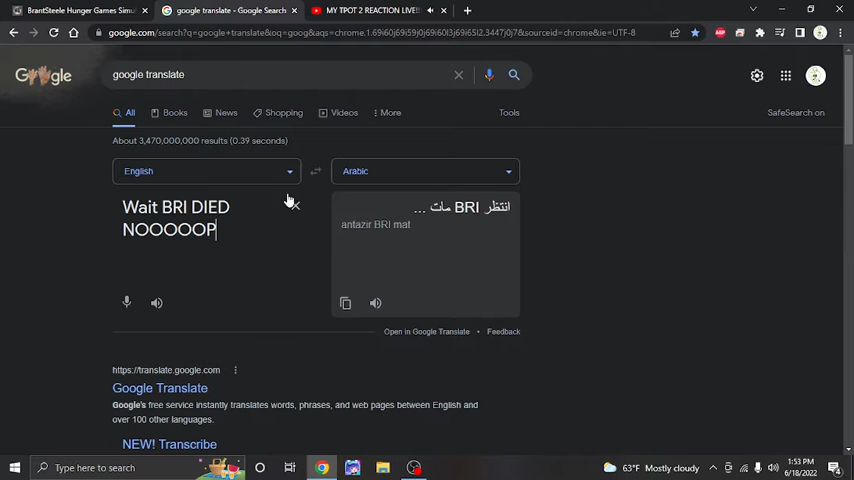 BrantSteele Hunger Games Simul
google translate - Google Search
MY TPOT 2 REACTION LIVE!!
google.com/search?q=google+translate&oq=goog&aqs=chrome.1.69i60j69i59j0j69i60l3j69i65l2.3447j0j7&sourceid=chrome&ie=UTF-8
Google
google translate
All
Books
News
Shopping
Videos
More
Tools
SafeSearch on
About 3,470,000,000 results (0.39 seconds)
English
Arabic
Wait BRI DIED
NOOOOOP
انتظر BRI مات ...
antazir BRI mat
Open in Google Translate • Feedback
https://translate.google.com
Google Translate
Google's free service instantly translates words, phrases, and web pages between English and
over 100 other languages.
NEW! Transcribe
Type here to search
63°F Mostly cloudy
1:53 PM
6/18/2022
4